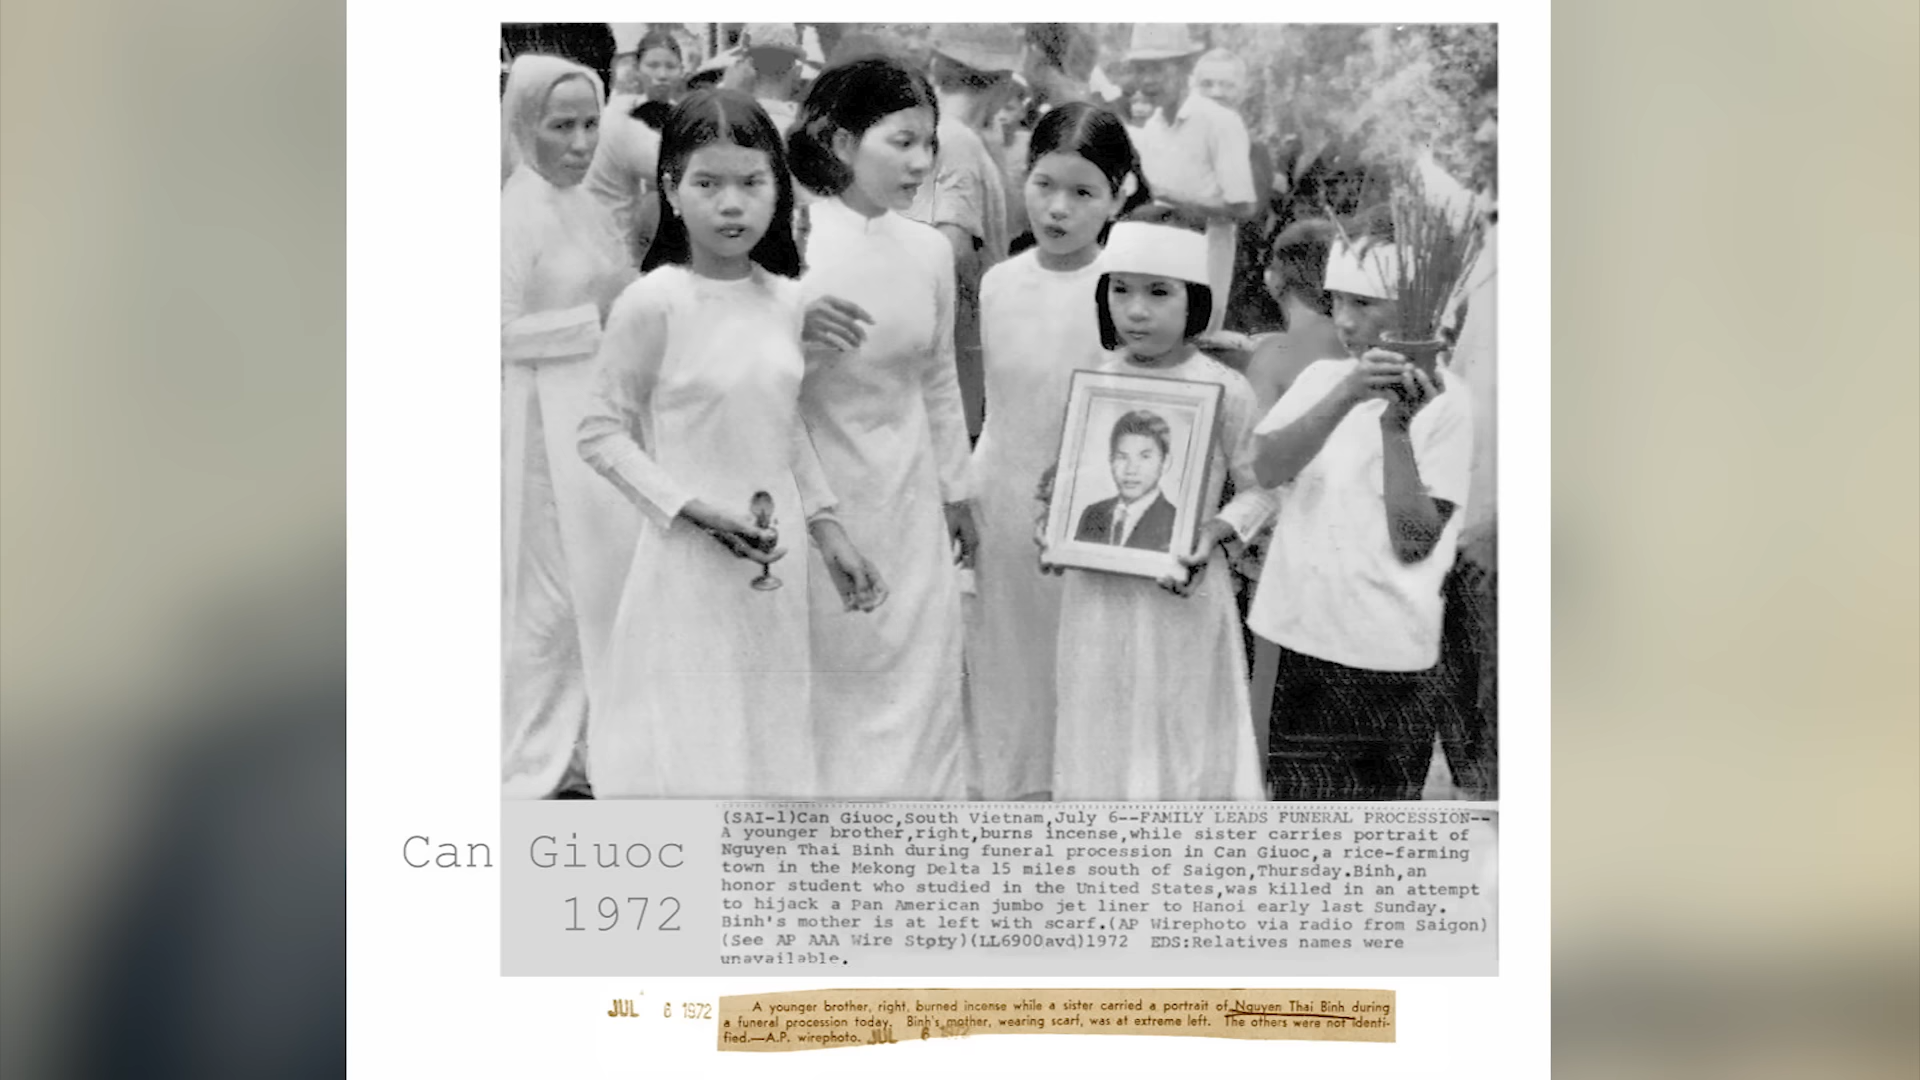 Can Giuoc
1972
(SAI-1)Can Giuoc,South Vietnam,July 6--FAMILY LEADS FUNERAL PROCESSION--
A younger brother,right,burns incense,while sister carries portrait of
Nguyen Thai Binh during funeral procession in Can Giuoc,a rice-farming
town in the Mekong Delta 15 miles south of Saigon,Thursday.Binh,an
honor student who studied in the United States,was killed in an attempt
to hijack a Pan American jumbo jet liner to Hanoi early last Sunday.
Binh's mother is at left with scarf.(AP Wirephoto via radio from Saigon)
(See AP AAA Wire Story)(LL6900avd)1972 EDS:Relatives names were
unavailable.
JUL 6 1972
A younger brother, right, burned incense while a sister carried a portrait of Nguyen Thai Binh during
a funeral procession today. Binh's mother, wearing scarf, was at extreme left. The others were not identi-
fied.—A.P. wirephoto. JUL 6 1972